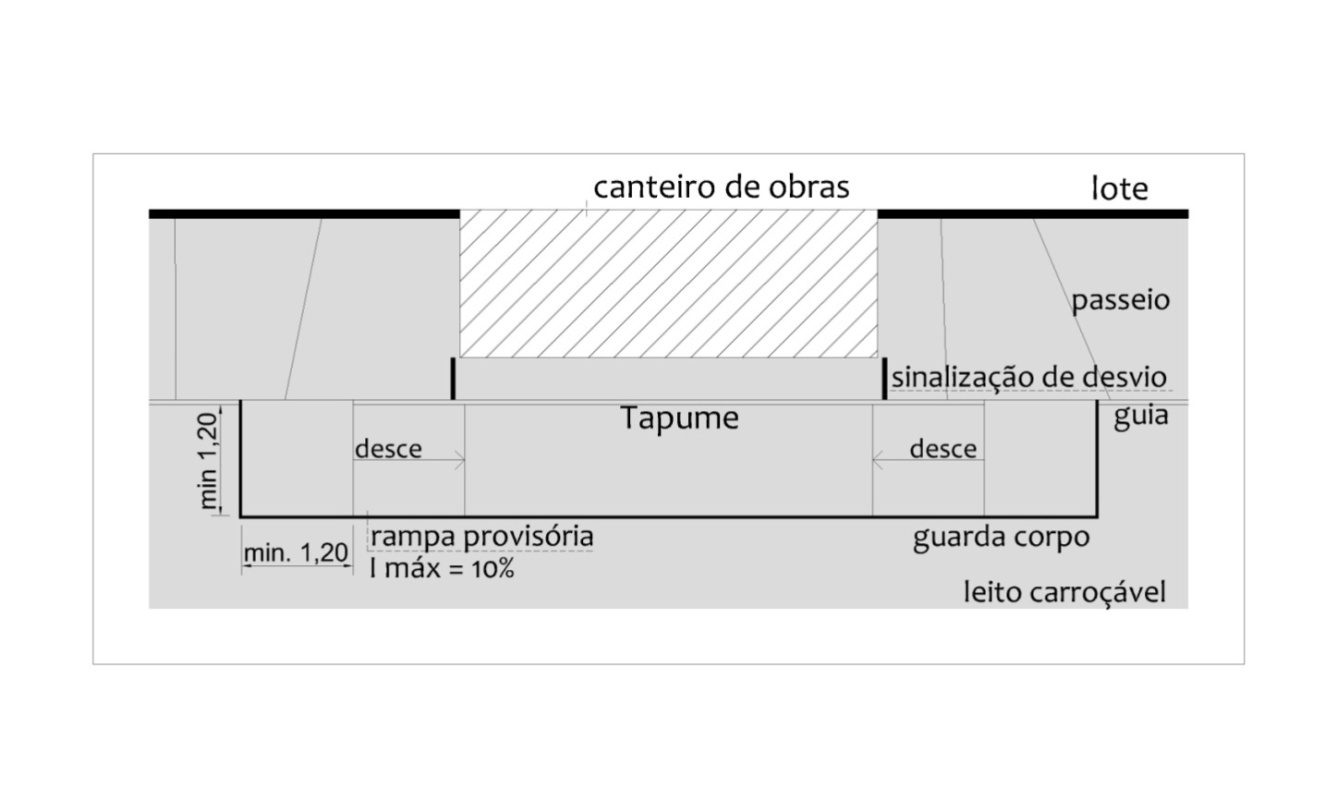 canteiro de obras
lote
passeio
sinalização de desvio
guia
Tapume
desce
desce
min 1,20
min. 1,20
rampa provisória
I máx = 10%
guarda corpo
leito carroçável